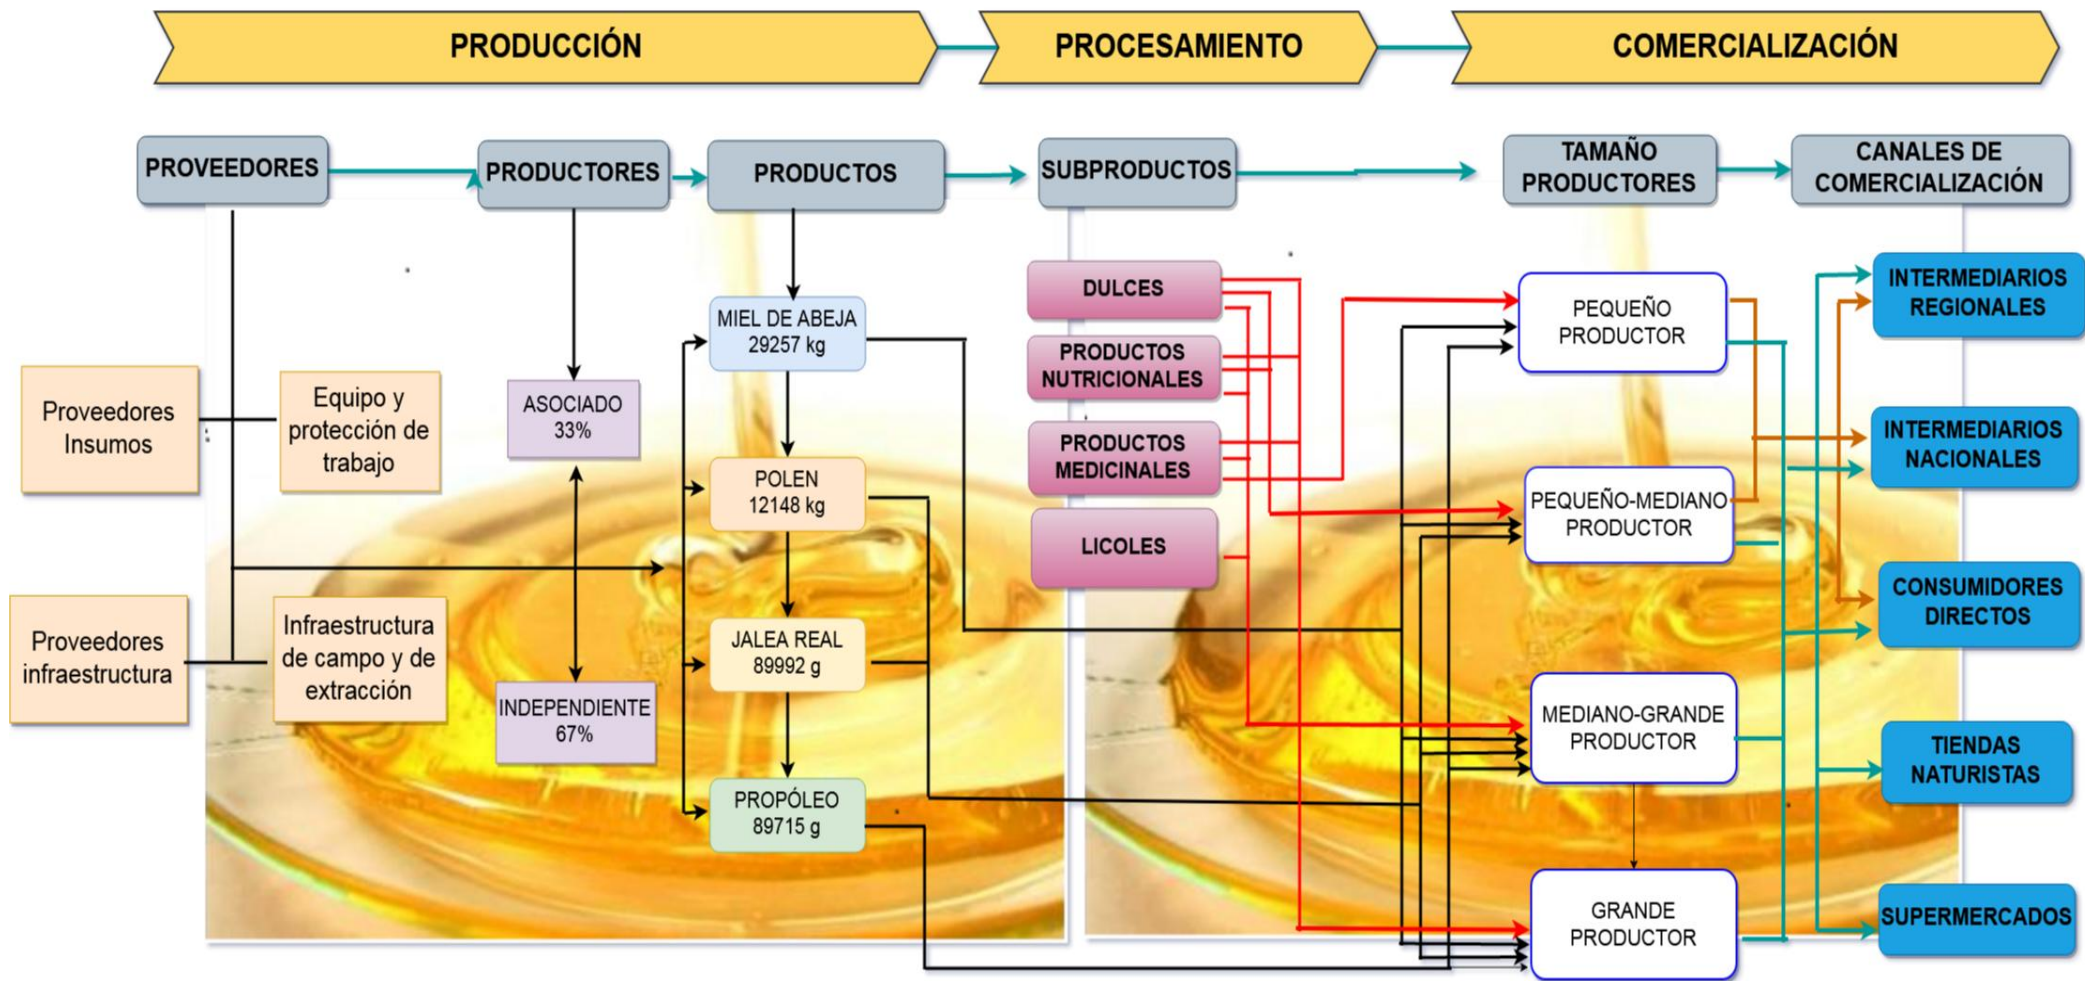 PRODUCCIÓN
PROCESAMIENTO
COMERCIALIZACIÓN
PROVEEDORES
PRODUCTORES
PRODUCTOS
SUBPRODUCTOS
TAMAÑO
PRODUCTORES
CANALES DE
COMERCIALIZACIÓN
Proveedores
Insumos
Equipo y
protección de
trabajo
Proveedores
infraestructura
Infraestructura
de campo y de
extracción
ASOCIADO
33%
INDEPENDIENTE
67%
MIEL DE ABEJA
29257 kg
POLEN
12148 kg
JALEA REAL
89992 g
PROPÓLEO
89715 g
DULCES
PRODUCTOS
NUTRICIONALES
PRODUCTOS
MEDICINALES
LICOLES
PEQUEÑO
PRODUCTOR
PEQUEÑO-MEDIANO
PRODUCTOR
MEDIANO-GRANDE
PRODUCTOR
GRANDE
PRODUCTOR
INTERMEDIARIOS
REGIONALES
INTERMEDIARIOS
NACIONALES
CONSUMIDORES
DIRECTOS
TIENDAS
NATURISTAS
SUPERMERCADOS